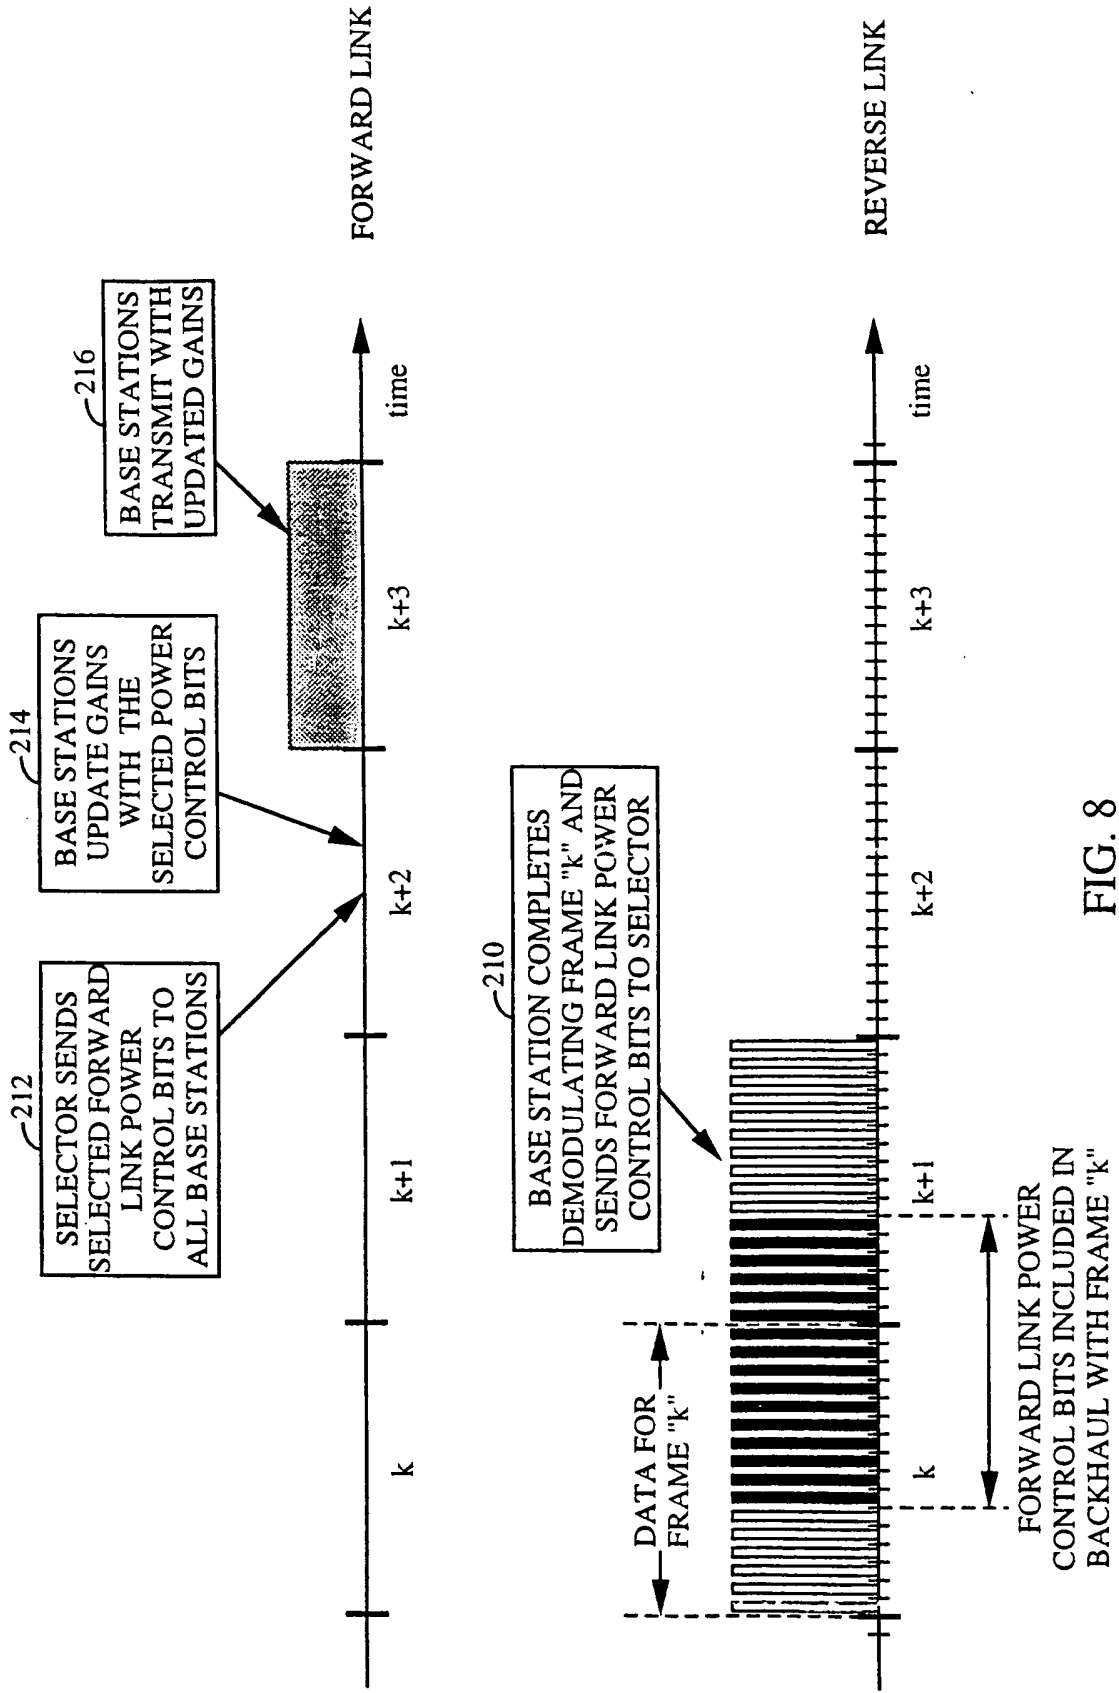 212
SELECTOR SENDS
SELECTED FORWARD
LINK POWER
CONTROL BITS TO
ALL BASE STATIONS
214
BASE STATIONS
UPDATE GAINS
WITH THE
SELECTED POWER
CONTROL BITS
216
BASE STATIONS
TRANSMIT WITH
UPDATED GAINS
FORWARD LINK
k
k+1
k+2
k+3
time
210
BASE STATION COMPLETES
DEMODULATING FRAME "k" AND
SENDS FORWARD LINK POWER
CONTROL BITS TO SELECTOR
DATA FOR
FRAME "k"
REVERSE LINK
k
k+1
k+2
k+3
time
FORWARD LINK POWER
CONTROL BITS INCLUDED IN
BACKHAUL WITH FRAME "k"
FIG. 8